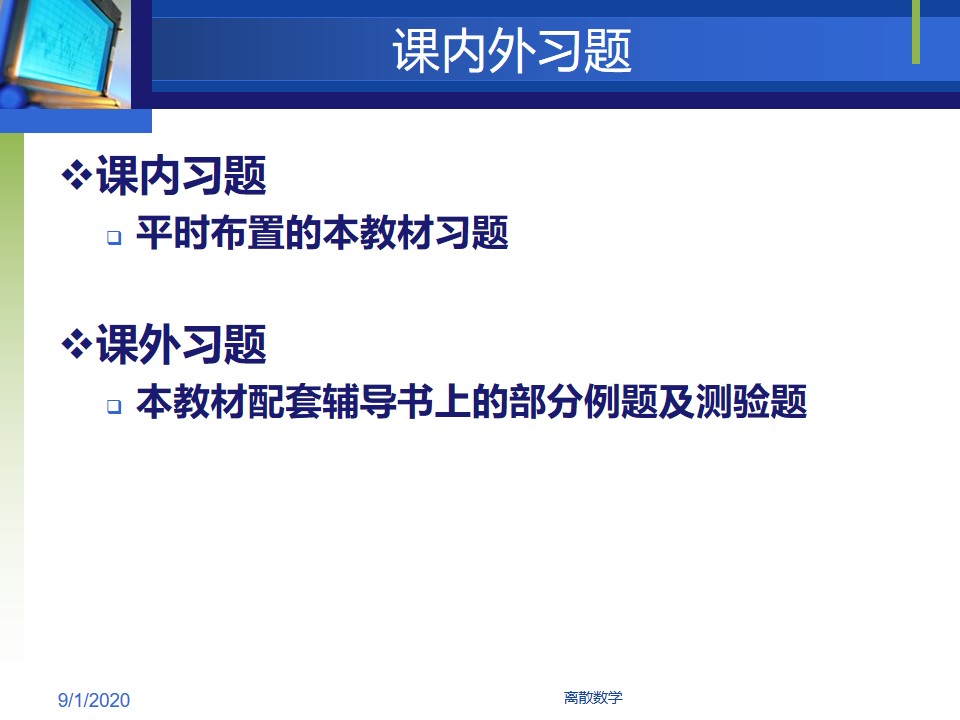 课内外习题
❖课内习题
❑ 平时布置的本教材习题
❖课外习题
❑ 本教材配套辅导书上的部分例题及测验题
9/1/2020
离散数学